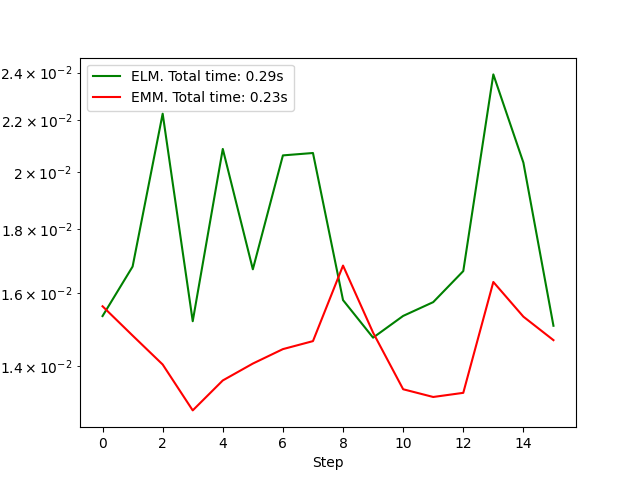 ELM. Total time: 0.29s
EMM. Total time: 0.23s
2.4 × 10⁻²
2.2 × 10⁻²
2 × 10⁻²
1.8 × 10⁻²
1.6 × 10⁻²
1.4 × 10⁻²
0 2 4 6 8 10 12 14
Step